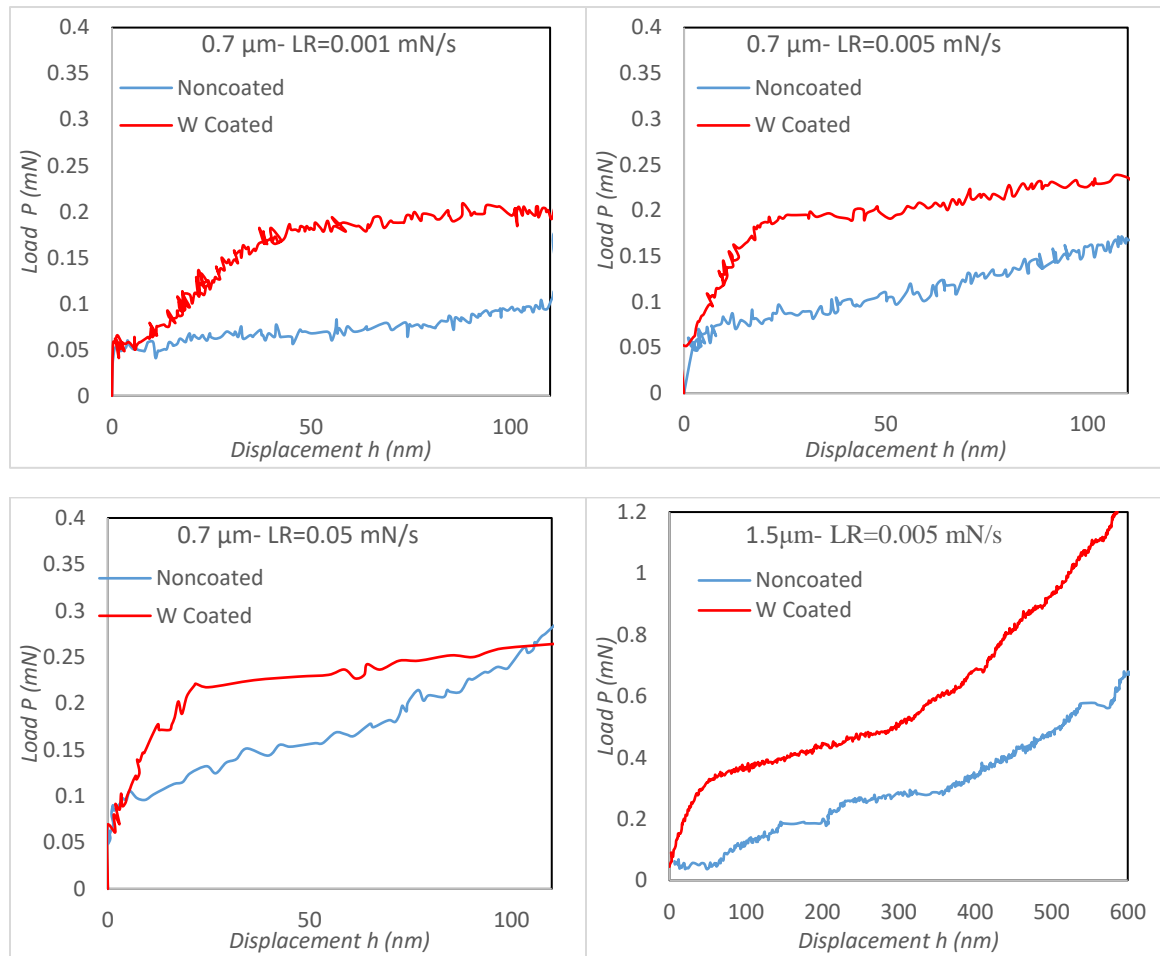 0.7 µm- LR=0.001 mN/s
Noncoated
W Coated
Load P (mN)
0.4
0.35
0.3
0.25
0.2
0.15
0.1
0.05
0
0 50 100
Displacement h (nm)
0.7 µm- LR=0.005 mN/s
Noncoated
W Coated
Load P (mN)
0.4
0.35
0.3
0.25
0.2
0.15
0.1
0.05
0
0 50 100
Displacement h (nm)
0.7 µm- LR=0.05 mN/s
Noncoated
W Coated
Load P (mN)
0.4
0.35
0.3
0.25
0.2
0.15
0.1
0.05
0
0 50 100
Displacement h (nm)
1.5µm- LR=0.005 mN/s
Noncoated
W Coated
Load P (mN)
1.2
1
0.8
0.6
0.4
0.2
0
0 100 200 300 400 500 600
Displacement h (nm)